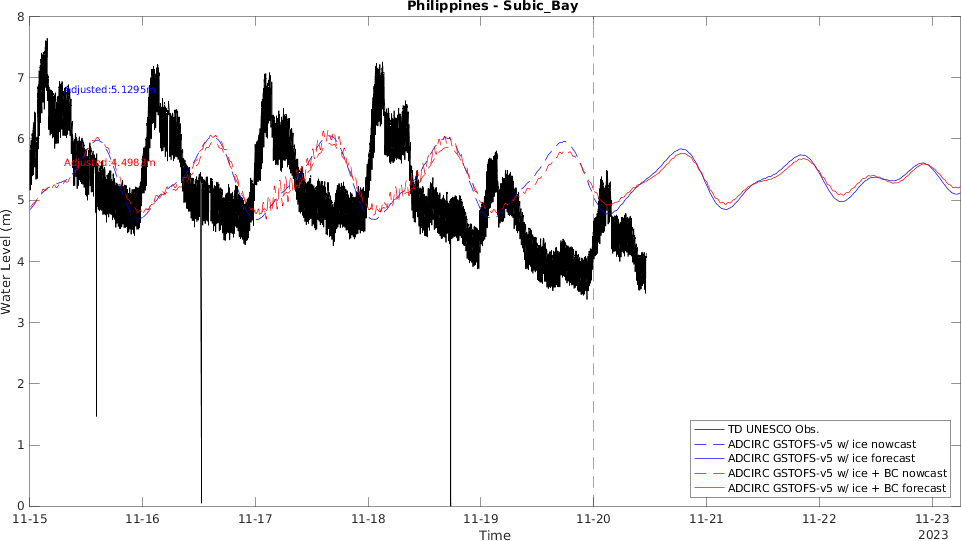 Philippines - Subic_Bay
8
7
6
5
4
3
2
1
0
Water Level (m)
Adjusted:5.1295m
TD UNESCO Obs.
ADCIRC GSTOFS-v5 w/ ice nowcast
ADCIRC GSTOFS-v5 w/ ice forecast
ADCIRC GSTOFS-v5 w/ ice + BC nowcast
ADCIRC GSTOFS-v5 w/ ice + BC forecast
11-15
11-16
11-17
11-18
11-19
11-20
11-21
11-22
11-23
Time
2023